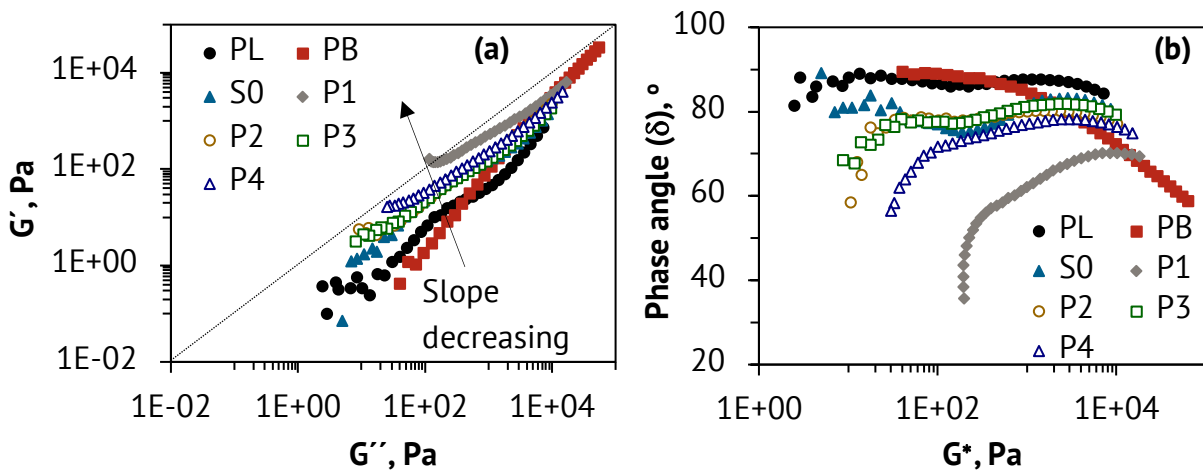 (a)
PL PB
S0 P1
P2 P3
P4
Slope
decreasing
1E+04
1E+02
1E+00
1E-02
G´, Pa
1E-02 1E+00 1E+02 1E+04
G´´, Pa
(b)
100
80
60
40
20
Phase angle (δ), º
PL PB
S0 P1
P2 P3
P4
1E+00 1E+02 1E+04
G*, Pa